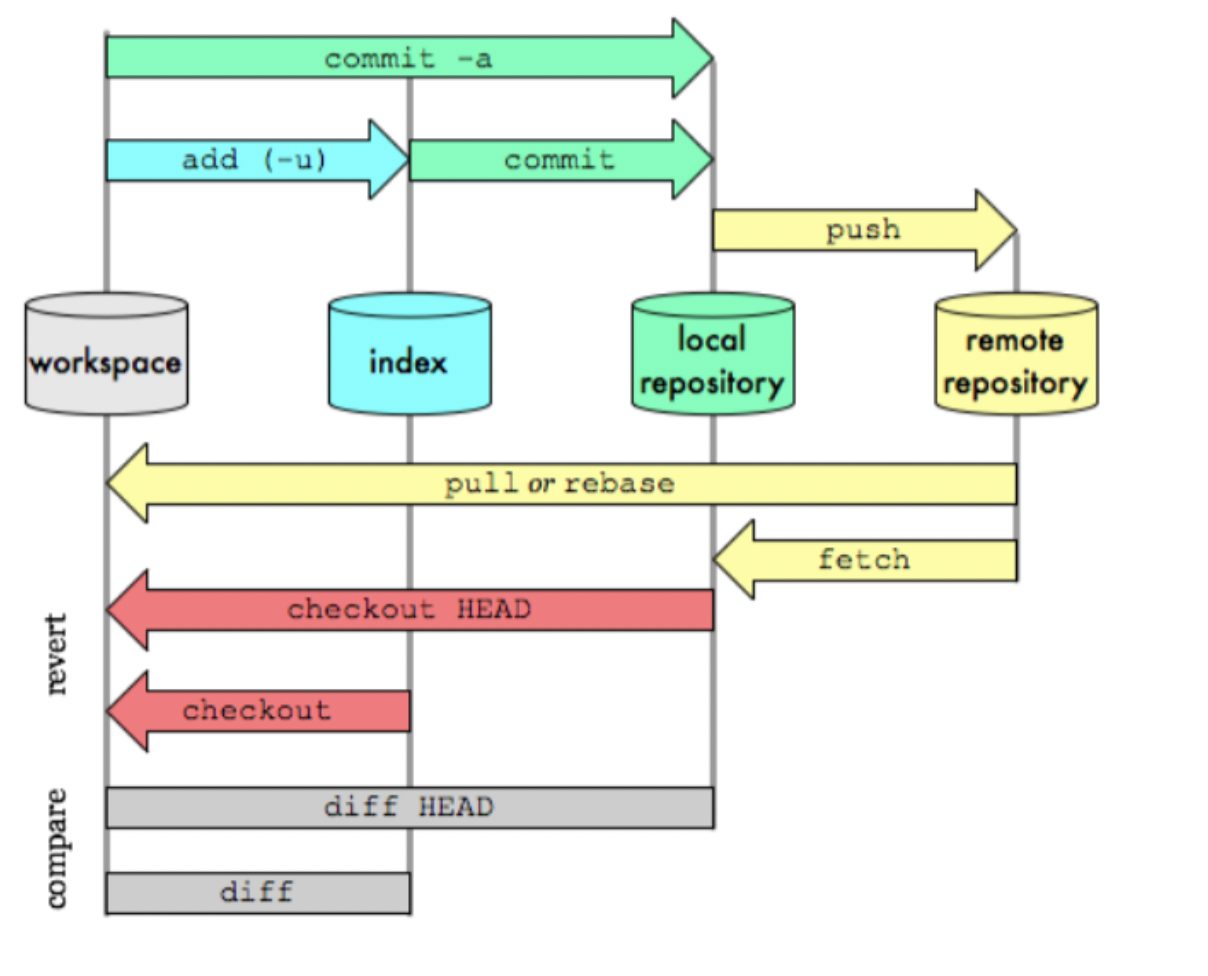 commit -a
add (-u)
commit
push
workspace
index
local
repository
remote
repository
pull or rebase
fetch
checkout HEAD
revert
checkout
diff HEAD
compare
diff